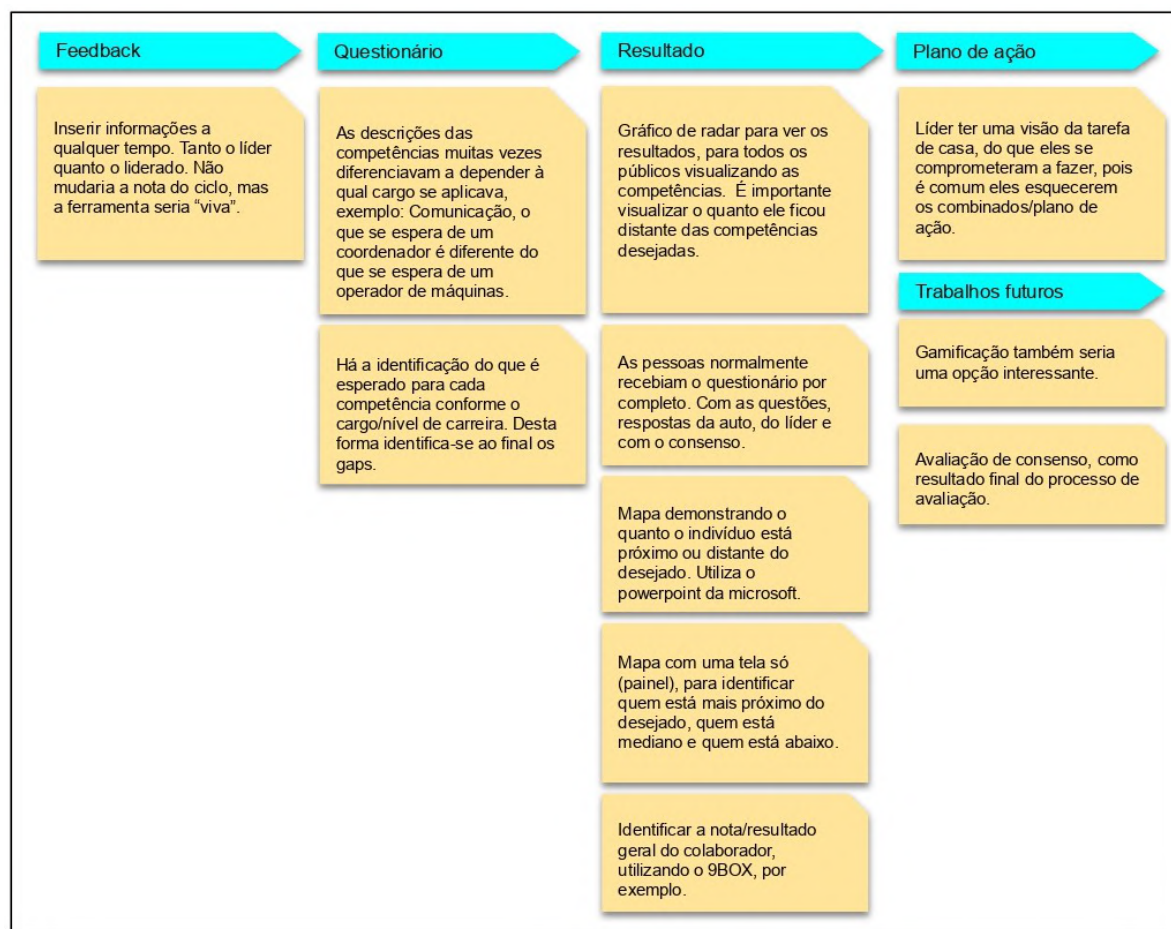 Feedback
Inserir informações a
qualquer tempo. Tanto o líder
quanto o liderado. Não
mudaria a nota do ciclo, mas
a ferramenta seria “viva”.
Questionário
As descrições das
competências muitas vezes
diferenciavam a depender à
qual cargo se aplicava,
exemplo: Comunicação, o
que se espera de um
coordenador é diferente do
que se espera de um
operador de máquinas.
Há a identificação do que é
esperado para cada
competência conforme o
cargo/nível de carreira. Desta
forma identifica-se ao final os
gaps.
Resultado
Gráfico de radar para ver os
resultados, para todos os
públicos visualizando as
competências.  É importante
visualizar o quanto ele ficou
distante das competências
desejadas.
As pessoas normalmente
recebiam o questionário por
completo. Com as questões,
respostas da auto, do líder e
com o consenso.
Mapa demonstrando o
quanto o indivíduo está
próximo ou distante do
desejado. Utiliza o
powerpoint da microsoft.
Mapa com uma tela só
(painel), para identificar
quem está mais próximo do
desejado, quem está
mediano e quem está abaixo.
Identificar a nota/resultado
geral do colaborador,
utilizando o 9BOX, por
exemplo.
Plano de ação
Líder ter uma visão da tarefa
de casa, do que eles se
comprometeram a fazer, pois
é comum eles esquecerem
os combinados/plano de
ação.
Trabalhos futuros
Gamificação também seria
uma opção interessante.
Avaliação de consenso, como
resultado final do processo de
avaliação.